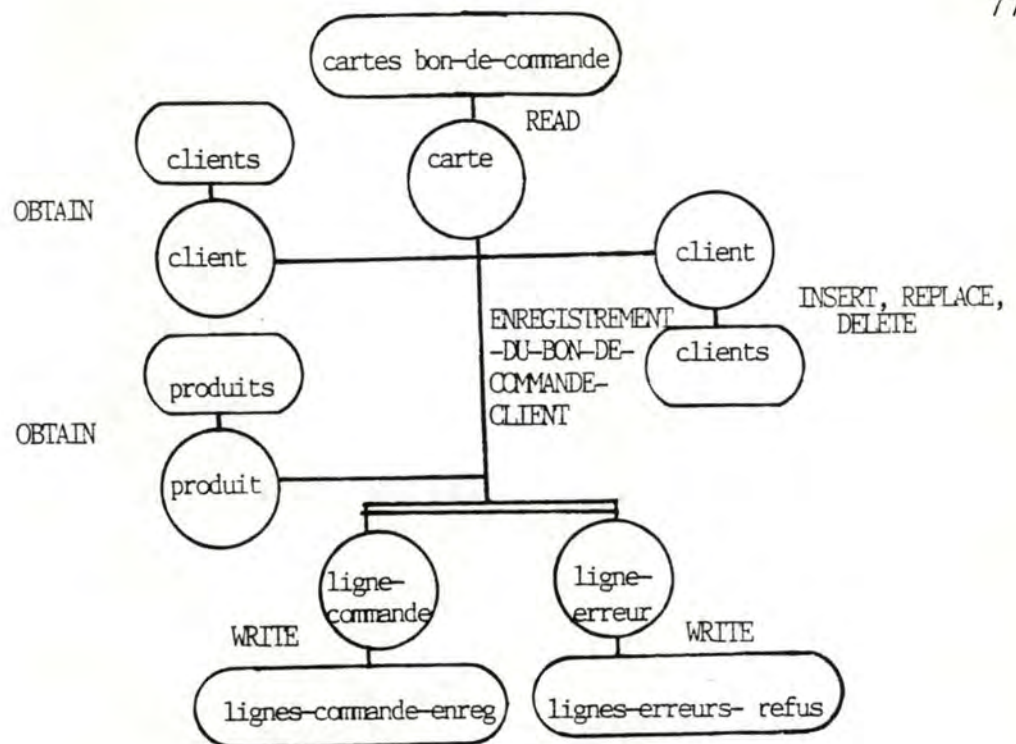 77
cartes bon-de-commande
READ
carte
clients
OBTAIN
client
client
INSERT, REPLACE,
DELETE
clients
ENREGISTREMENT
-DU-BON-DE-
COMMANDE-
CLIENT
produits
OBTAIN
produit
ligne-
commande
ligne-
erreur
WRITE
WRITE
lignes-commande-enreg
lignes-erreurs- refus